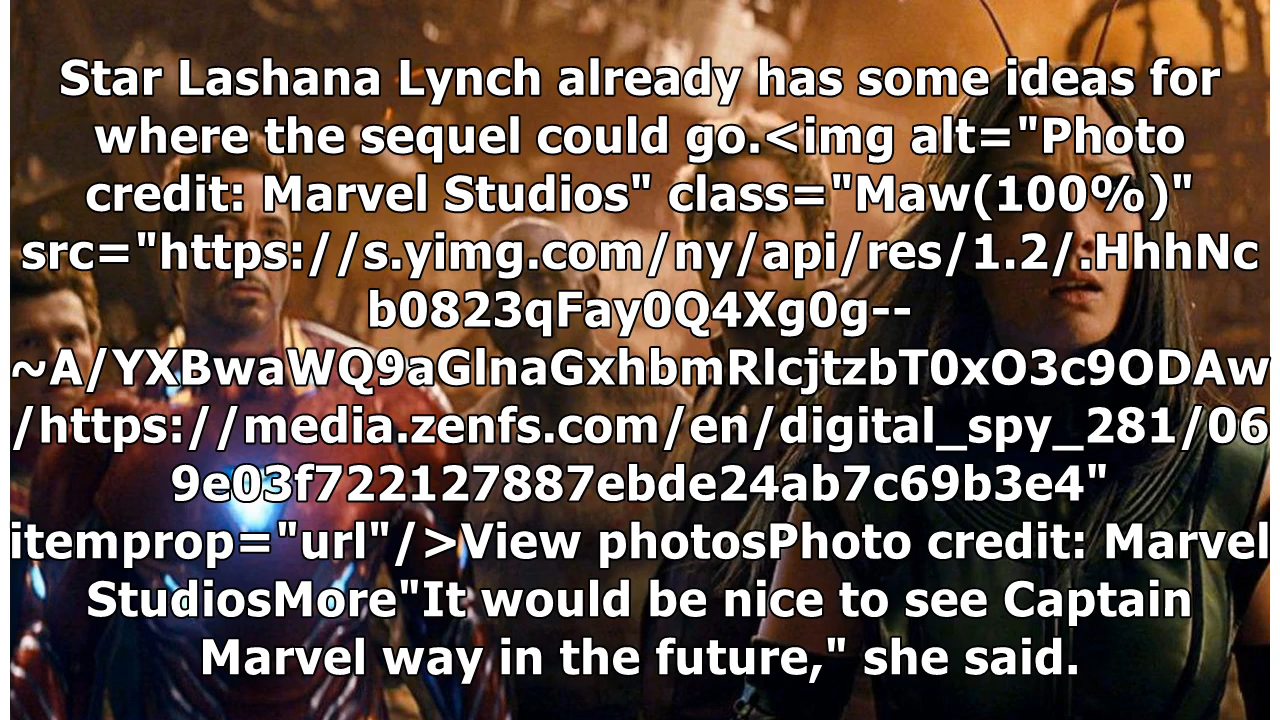 Star Lashana Lynch already has some ideas for
where the sequel could go.<img alt="Photo
credit: Marvel Studios" class="Maw(100%)"
src="https://s.yimg.com/ny/api/res/1.2/.HhhNc
b0823qFay0Q4Xg0g--
~A/YXBwaWQ9aGlnaGxhbmRlcjtzbT0xO3c9ODAw
/https://media.zenfs.com/en/digital_spy_281/06
9e03f722127887ebde24ab7c69b3e4"
itemprop="url"/>View photosPhoto credit: Marvel
StudiosMore"It would be nice to see Captain
Marvel way in the future," she said.